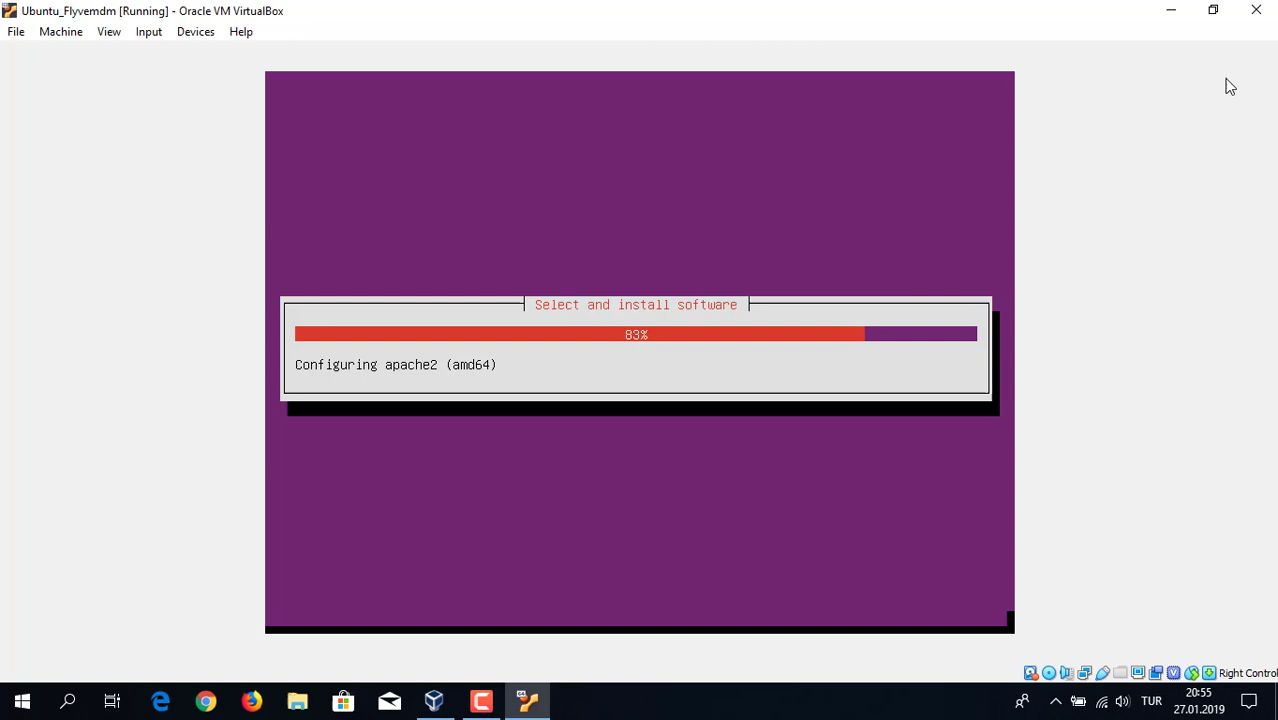 Ubuntu_Flyvemdm [Running] - Oracle VM VirtualBox
File Machine View Input Devices Help
Select and install software
83%
Configuring apache2 (amd64)
Right Control
TUR
20:55
27.01.2019